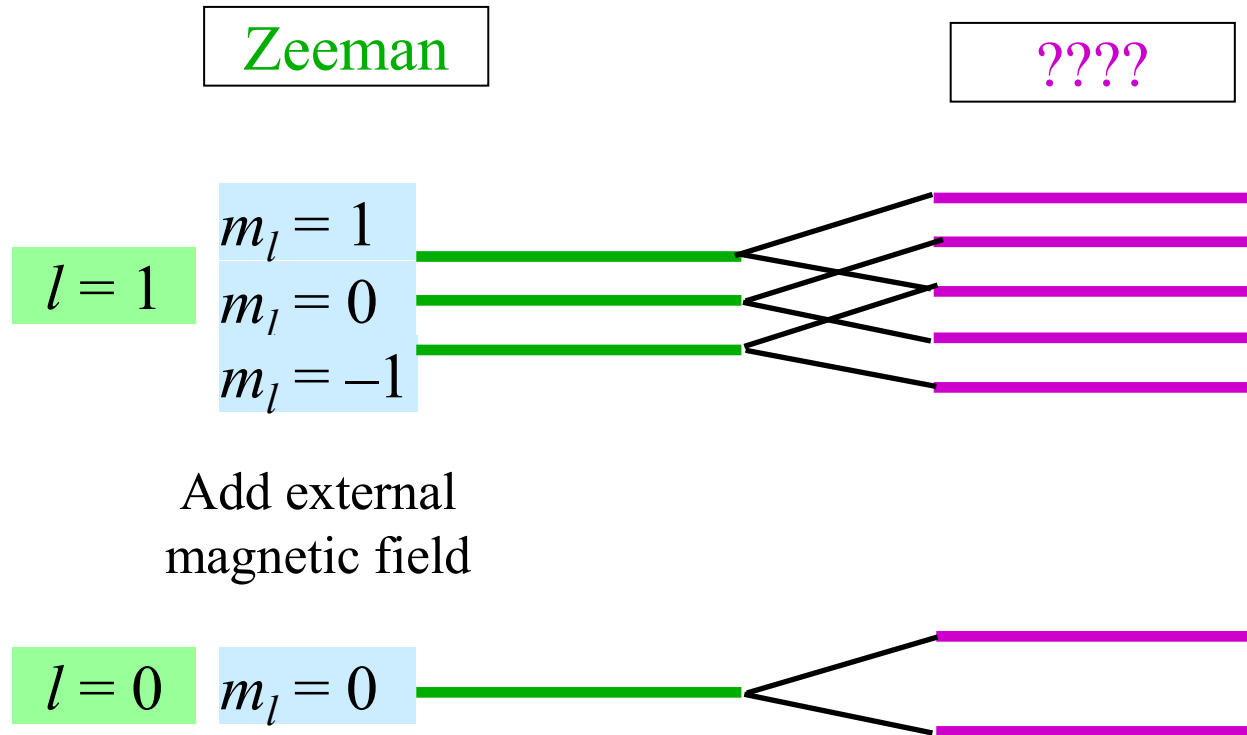 Zeeman
????
m_l = 1
l = 1
m_l = 0
m_l = –1
Add external
magnetic field
l = 0
m_l = 0